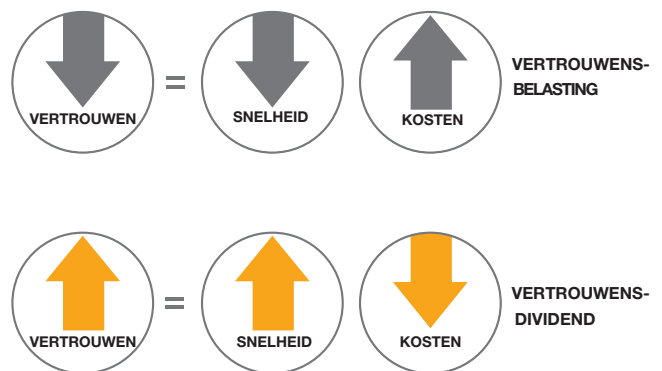 VERTROUWEN = SNELHEID KOSTEN VERTROUWENS-
BELASTING
VERTROUWEN = SNELHEID KOSTEN VERTROUWENS-
DIVIDEND